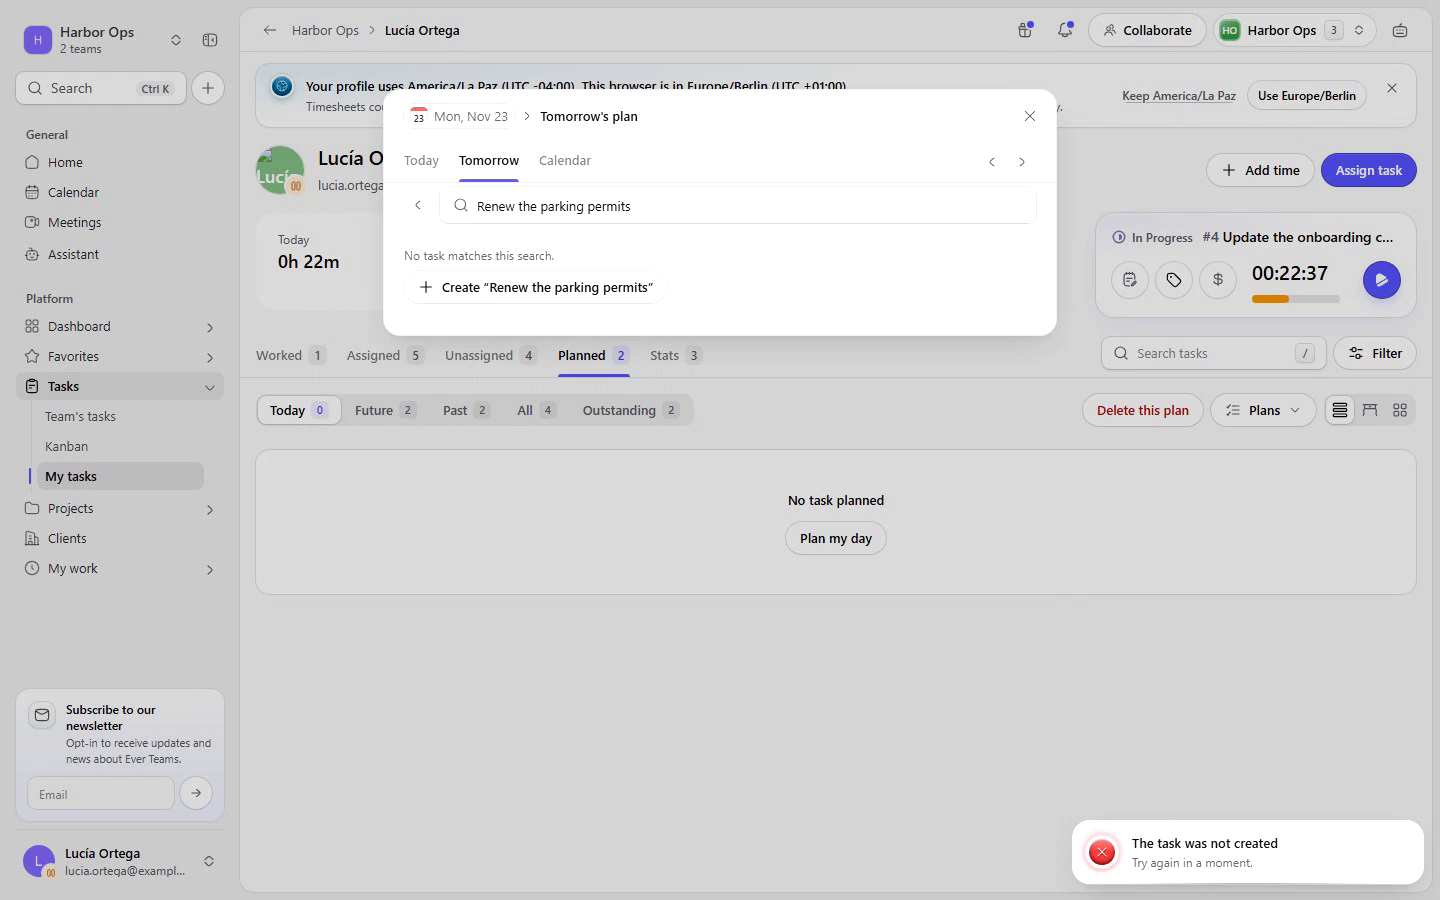 H
Harbor Ops
2 teams
Search
Ctrl K
General
Home
Calendar
Meetings
Assistant
Platform
Dashboard
Favorites
Tasks
Team's tasks
Kanban
My tasks
Projects
Clients
My work
Subscribe to our
newsletter
Opt-in to receive updates and
news about Ever Teams.
Email
L
Lucía Ortega
lucia.ortega@exampl...
Harbor Ops
Lucía Ortega
Collaborate
HO
Harbor Ops
3
Your profile uses America/La Paz (UTC -04:00). This browser is in Europe/Berlin (UTC +01:00)
Timesheets
Keep America/La Paz
Use Europe/Berlin
Lucía O
lucia.ortega
Add time
Assign task
Today
0h 22m
In Progress
#4 Update the onboarding c...
$
00:22:37
23
Mon, Nov 23
Tomorrow's plan
Today
Tomorrow
Calendar
Renew the parking permits
No task matches this search.
Create “Renew the parking permits”
Worked 1
Assigned 5
Unassigned 4
Planned 2
Stats 3
Search tasks
/
Filter
Today 0
Future 2
Past 2
All 4
Outstanding 2
Delete this plan
Plans
No task planned
Plan my day
The task was not created
Try again in a moment.